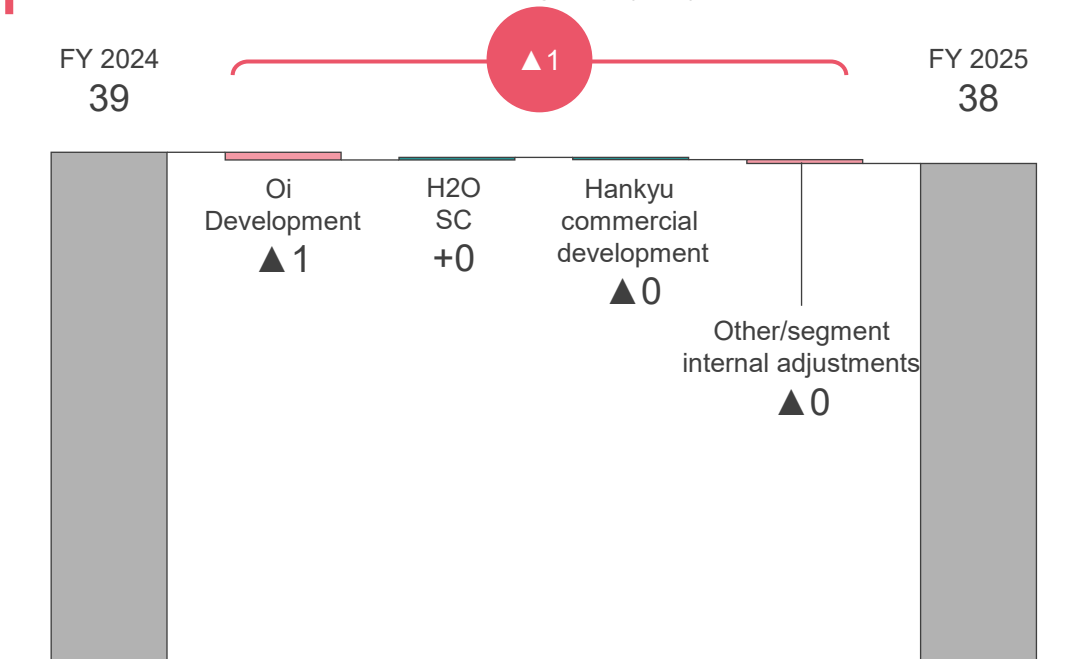 ▲1
FY 2024
39
FY 2025
38
Oi
Development
▲1
H2O
SC
+0
Hankyu
commercial
development
▲0
Other/segment
internal adjustments
▲0